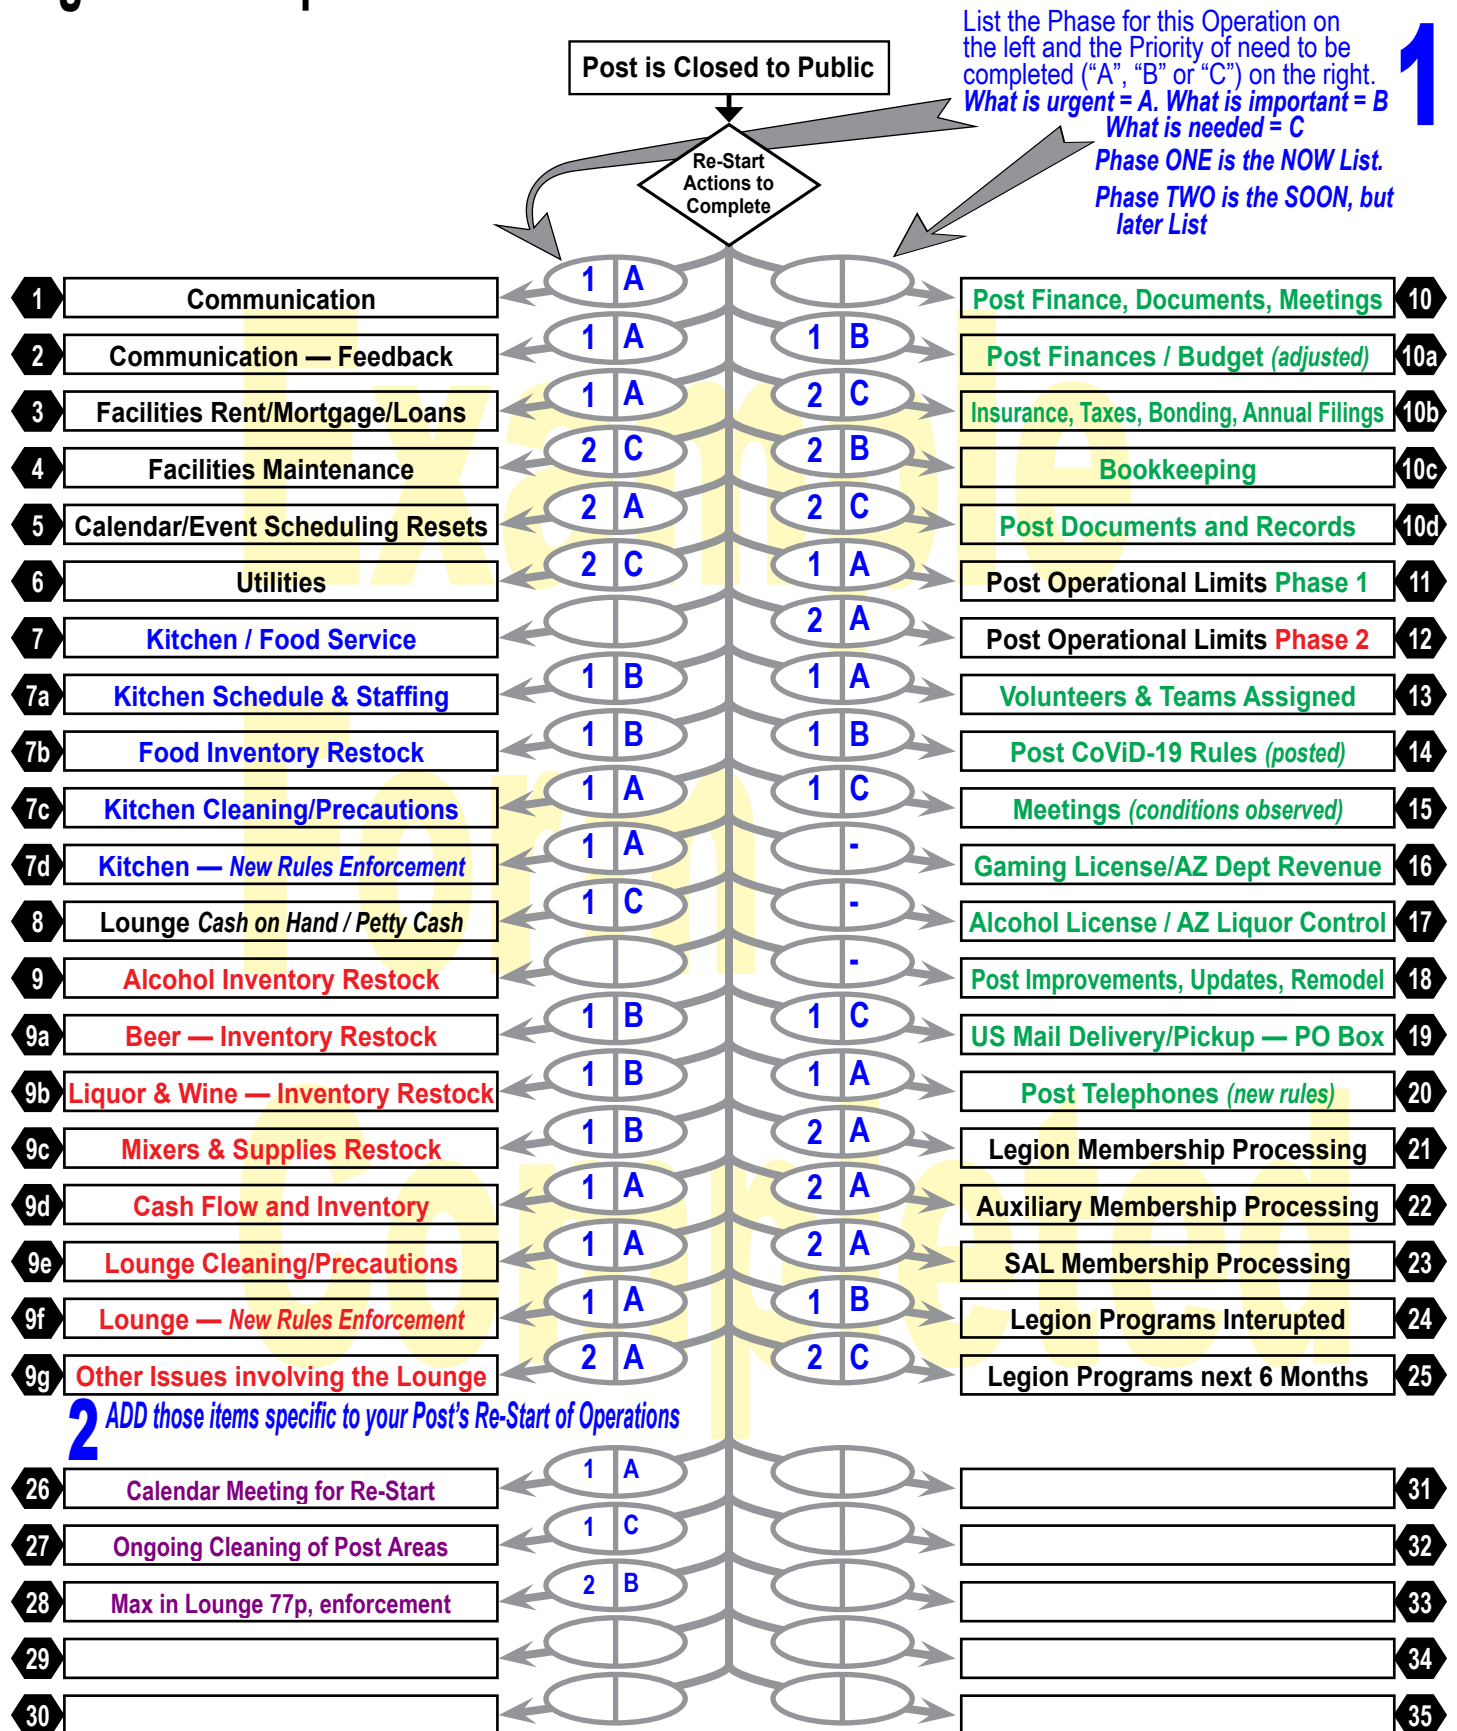 Post is Closed to Public
List the Phase for this Operation on
the left and the Priority of need to be
completed (“A”, “B” or “C”) on the right.
What is urgent = A. What is important = B
What is needed = C
Phase ONE is the NOW List.
Phase TWO is the SOON, but
later List
1
Re-Start
Actions to
Complete
1 Communication 1 A
Post Finance, Documents, Meetings 10
2 Communication — Feedback 1 A
1 B Post Finances / Budget (adjusted) 10a
3 Facilities Rent/Mortgage/Loans 1 A
2 C Insurance, Taxes, Bonding, Annual Filings 10b
4 Facilities Maintenance 2 C
2 B Bookkeeping 10c
5 Calendar/Event Scheduling Resets 2 A
2 C Post Documents and Records 10d
6 Utilities 2 C
1 A Post Operational Limits Phase 1 11
7 Kitchen / Food Service
2 A Post Operational Limits Phase 2 12
7a Kitchen Schedule & Staffing 1 B
1 A Volunteers & Teams Assigned 13
7b Food Inventory Restock 1 B
1 B Post CoViD-19 Rules (posted) 14
7c Kitchen Cleaning/Precautions 1 A
1 C Meetings (conditions observed) 15
7d Kitchen — New Rules Enforcement 1 A
- Gaming License/AZ Dept Revenue 16
8 Lounge Cash on Hand / Petty Cash 1 C
- Alcohol License / AZ Liquor Control 17
9 Alcohol Inventory Restock
- Post Improvements, Updates, Remodel 18
9a Beer — Inventory Restock 1 B
1 C US Mail Delivery/Pickup — PO Box 19
9b Liquor & Wine — Inventory Restock 1 B
1 A Post Telephones (new rules) 20
9c Mixers & Supplies Restock 1 B
2 A Legion Membership Processing 21
9d Cash Flow and Inventory 1 A
2 A Auxiliary Membership Processing 22
9e Lounge Cleaning/Precautions 1 A
2 A SAL Membership Processing 23
9f Lounge — New Rules Enforcement 1 A
1 B Legion Programs Interupted 24
9g Other Issues involving the Lounge 2 A
2 C Legion Programs next 6 Months 25
2 ADD those items specific to your Post’s Re-Start of Operations
26 Calendar Meeting for Re-Start 1 A
31
27 Ongoing Cleaning of Post Areas 1 C
32
28 Max in Lounge 77p, enforcement 2 B
33
29
34
30
35
Example
Form
Completed